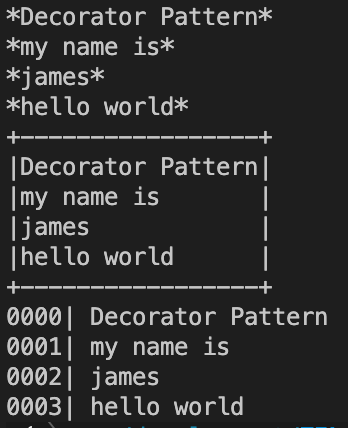 *Decorator Pattern*
*my name is*
*james*
*hello world*
+-----------------+
|Decorator Pattern|
|my name is       |
|james            |
|hello world      |
+-----------------+
0000| Decorator Pattern
0001| my name is
0002| james
0003| hello world